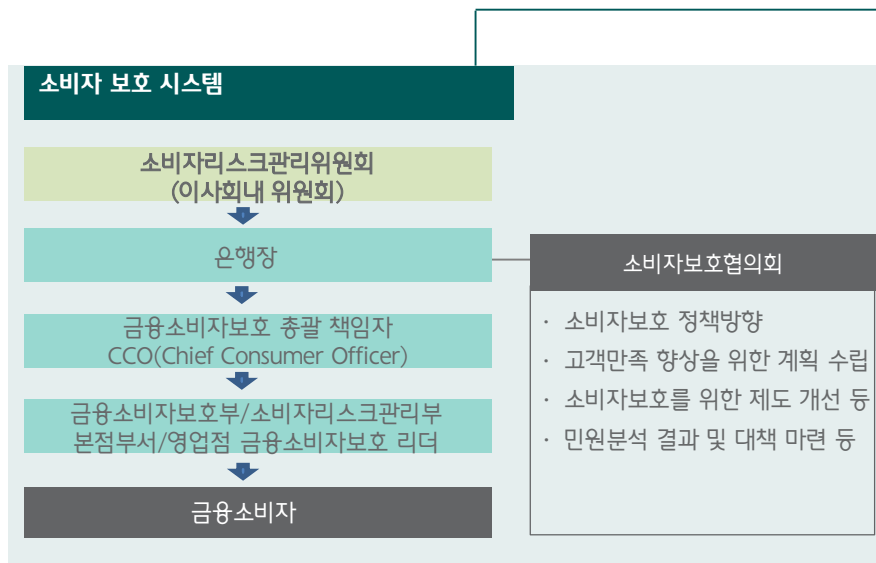 소비자 보호 시스템
소비자리스크관리위원회
(이사회내 위원회)
은행장
금융소비자보호 총괄 책임자
CCO(Chief Consumer Officer)
금융소비자보호부/소비자리스크관리부
본점부서/영업점 금융소비자보호 리더
금융소비자
소비자보호협의회
· 소비자보호 정책방향
· 고객만족 향상을 위한 계획 수립
· 소비자보호를 위한 제도 개선 등
· 민원분석 결과 및 대책 마련 등